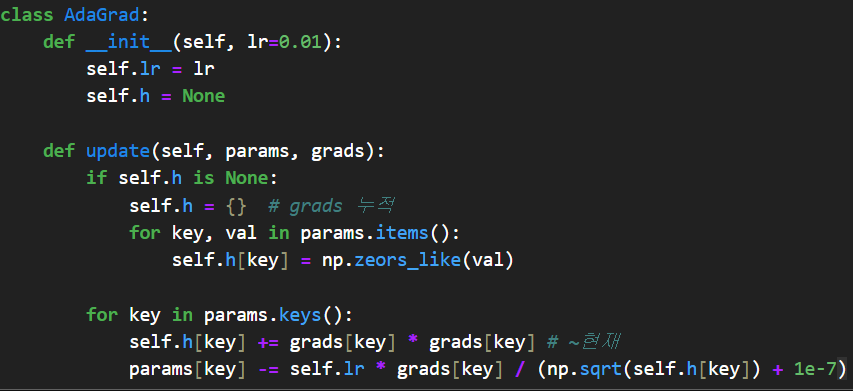 class AdaGrad:
    def __init__(self, lr=0.01):
        self.lr = lr
        self.h = None

    def update(self, params, grads):
        if self.h is None:
            self.h = {}  # grads 누적
            for key, val in params.items():
                self.h[key] = np.zeors_like(val)

        for key in params.keys():
            self.h[key] += grads[key] * grads[key] # ~현재
            params[key] -= self.lr * grads[key] / (np.sqrt(self.h[key]) + 1e-7)